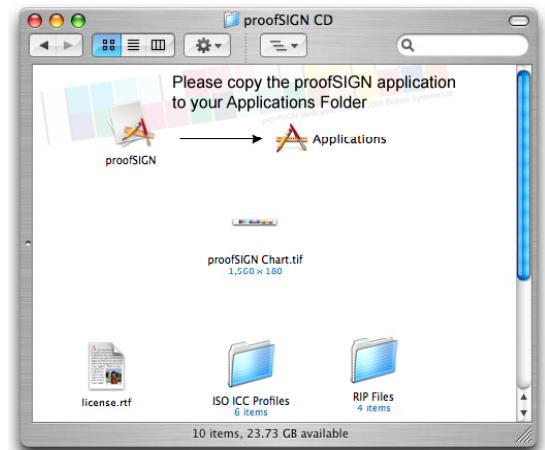 proofSIGN CD
Please copy the proofSIGN application
to your Applications Folder
proofSIGN
Applications
proofSIGN Chart.tif
1,560 × 180
license.rtf
ISO ICC Profiles
6 items
RIP Files
4 items
10 items, 23.73 GB available